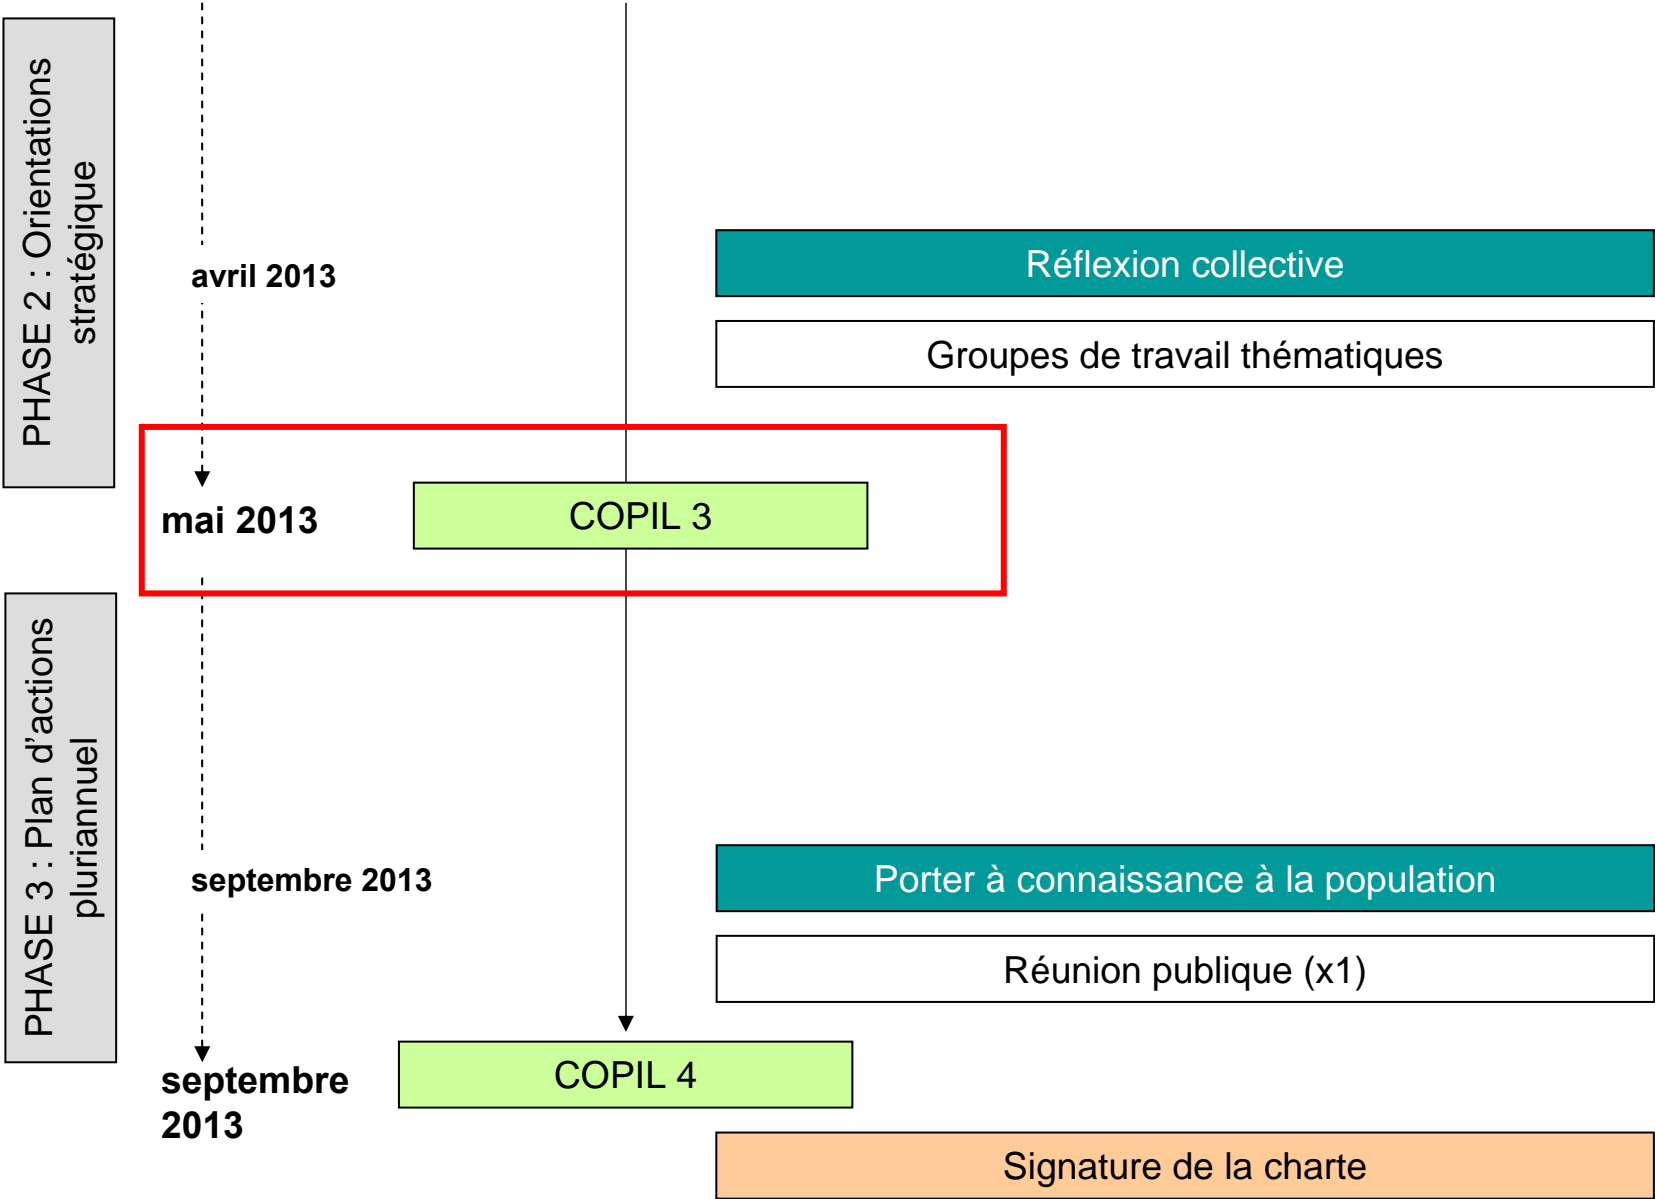 PHASE 2 : Orientations
stratégique
avril 2013
Réflexion collective
Groupes de travail thématiques
mai 2013
COPIL 3
PHASE 3 : Plan d’actions
pluriannuel
septembre 2013
Porter à connaissance à la population
Réunion publique (x1)
septembre
2013
COPIL 4
Signature de la charte